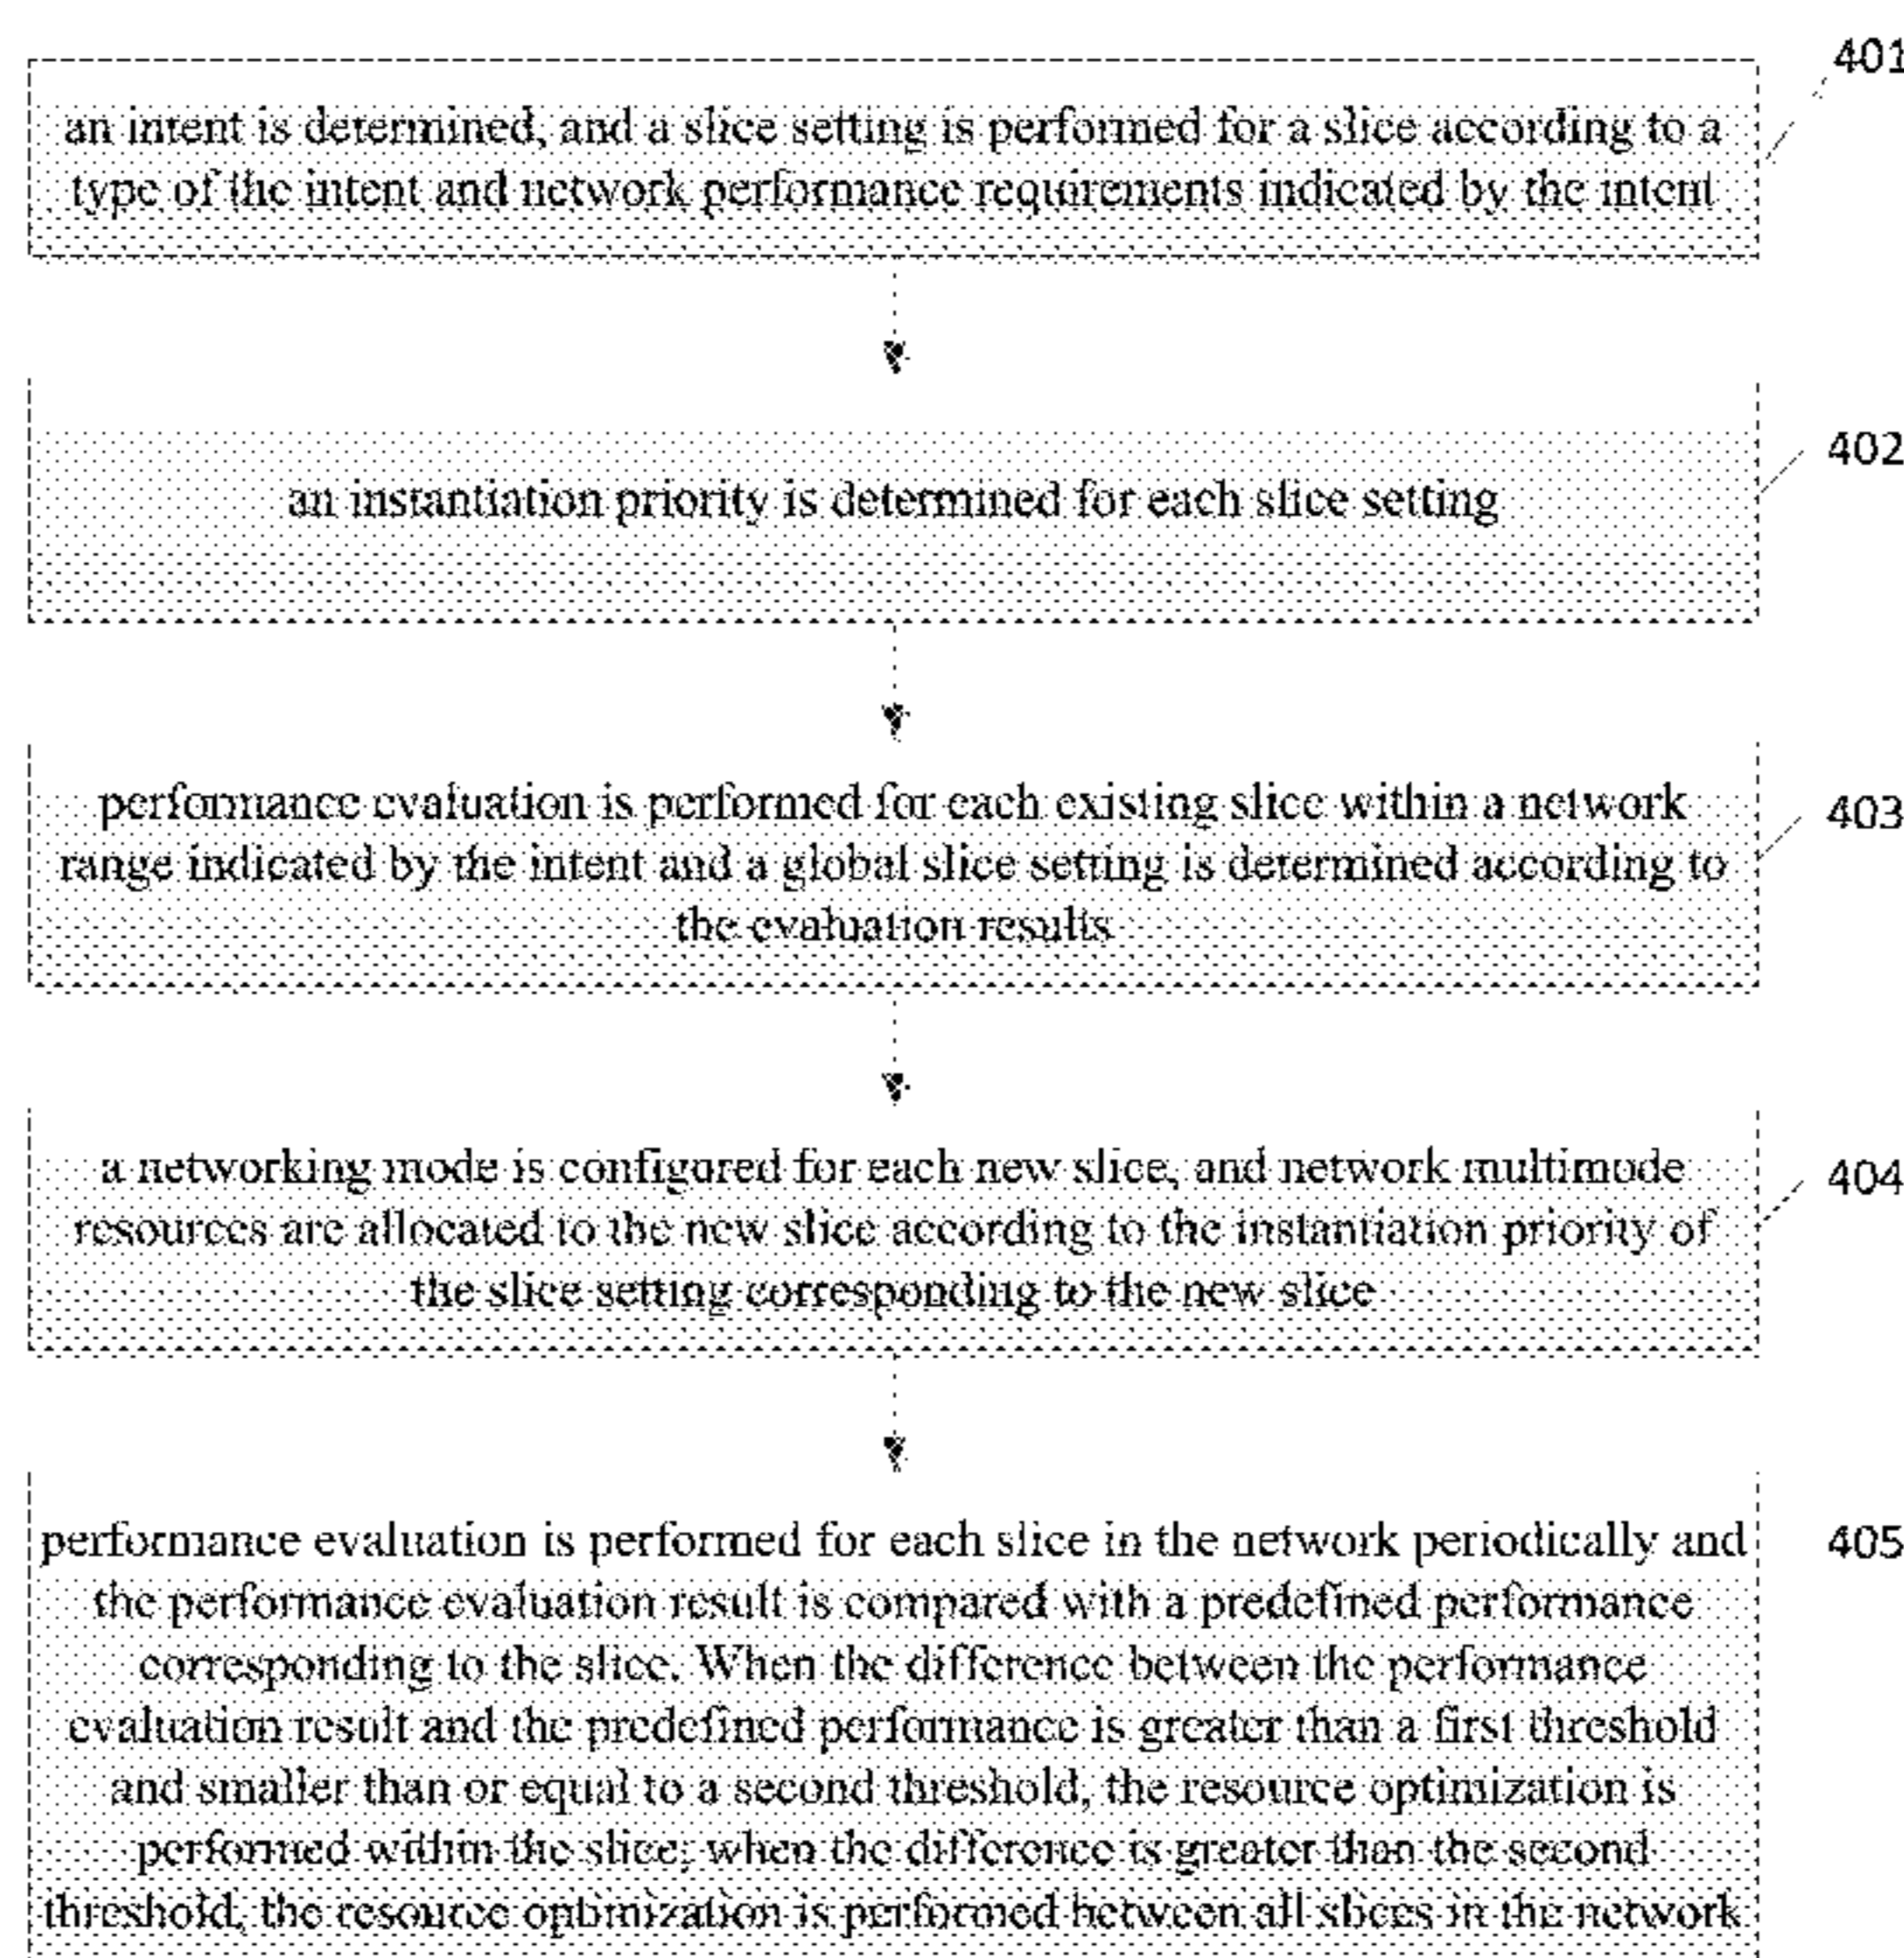 401
an intent is determined, and a slice setting is performed for a slice according to a
type of the intent and network performance requirements indicated by the intent
402
an instantiation priority is determined for each slice setting
performance evaluation is performed for each existing slice within a network
403
range indicated by the intent and a global slice setting is determined according to
the evaluation results
a networking mode is configured for each new slice, and network multimode
404
resources are allocated to the new slice according to the instantiation priority of
the slice setting corresponding to the new slice
performance evaluation is performed for each slice in the network periodically and
405
the performance evaluation result is compared with a predefined performance
corresponding to the slice. When the difference between the performance
evaluation result and the predefined performance is greater than a first threshold
and smaller than or equal to a second threshold, the resource optimization is
performed within the slice; when the difference is greater than the second
threshold, the resource optimization is performed between all slices in the network